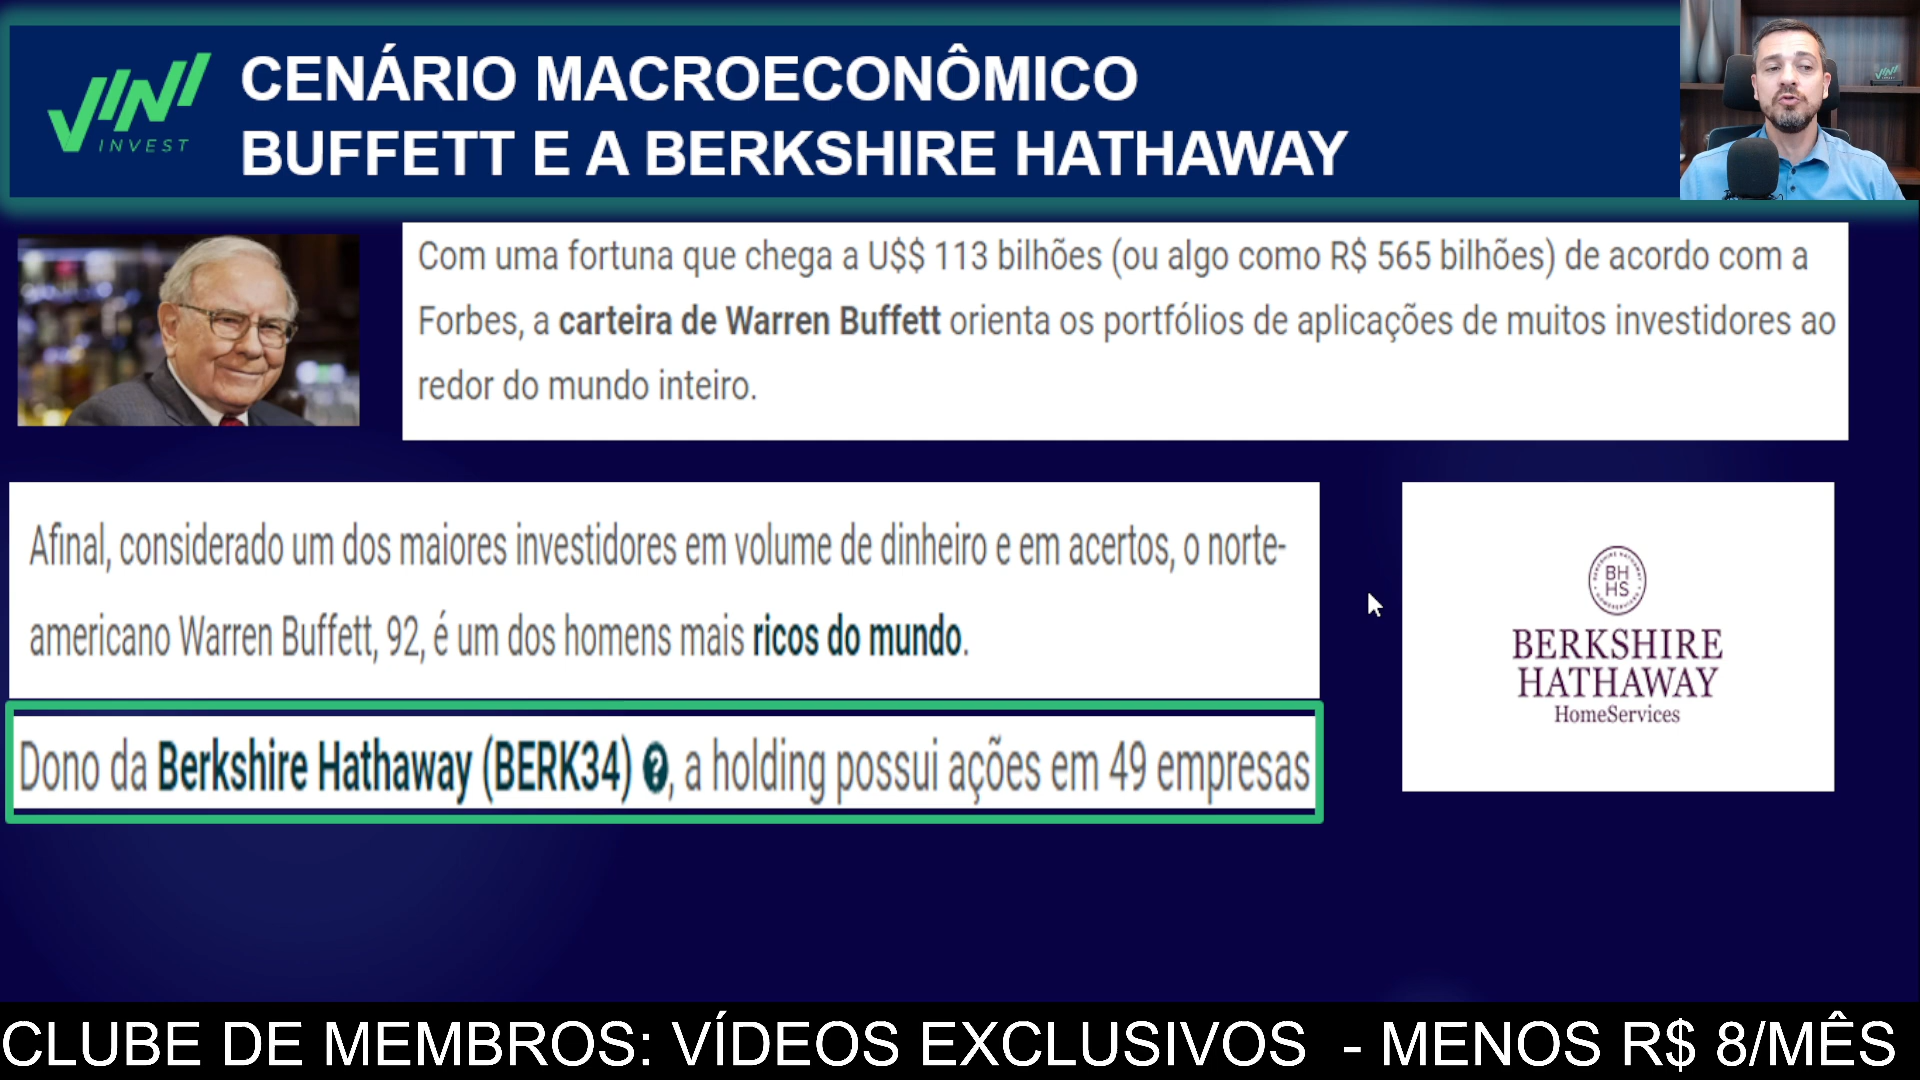 VINI
INVEST
CENÁRIO MACROECONÔMICO
BUFFETT E A BERKSHIRE HATHAWAY
Com uma fortuna que chega a U$$ 113 bilhões (ou algo como R$ 565 bilhões) de acordo com a
Forbes, a carteira de Warren Buffett orienta os portfólios de aplicações de muitos investidores ao
redor do mundo inteiro.
Afinal, considerado um dos maiores investidores em volume de dinheiro e em acertos, o norte-
americano Warren Buffett, 92, é um dos homens mais ricos do mundo.
Dono da Berkshire Hathaway (BERK34) ?, a holding possui ações em 49 empresas
BH
HS
BERKSHIRE
HATHAWAY
HomeServices
CLUBE DE MEMBROS: VÍDEOS EXCLUSIVOS - MENOS R$ 8/MÊS